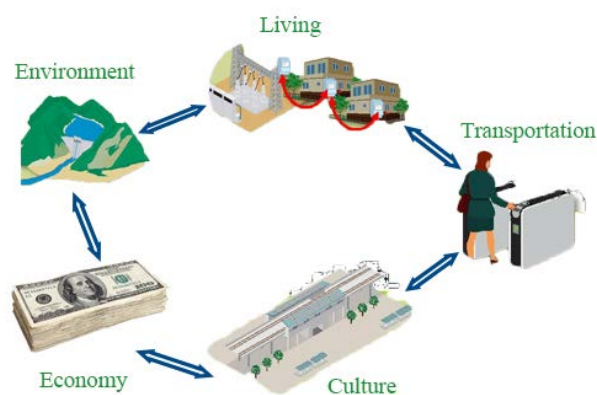 Living
Environment
Transportation
Economy
Culture